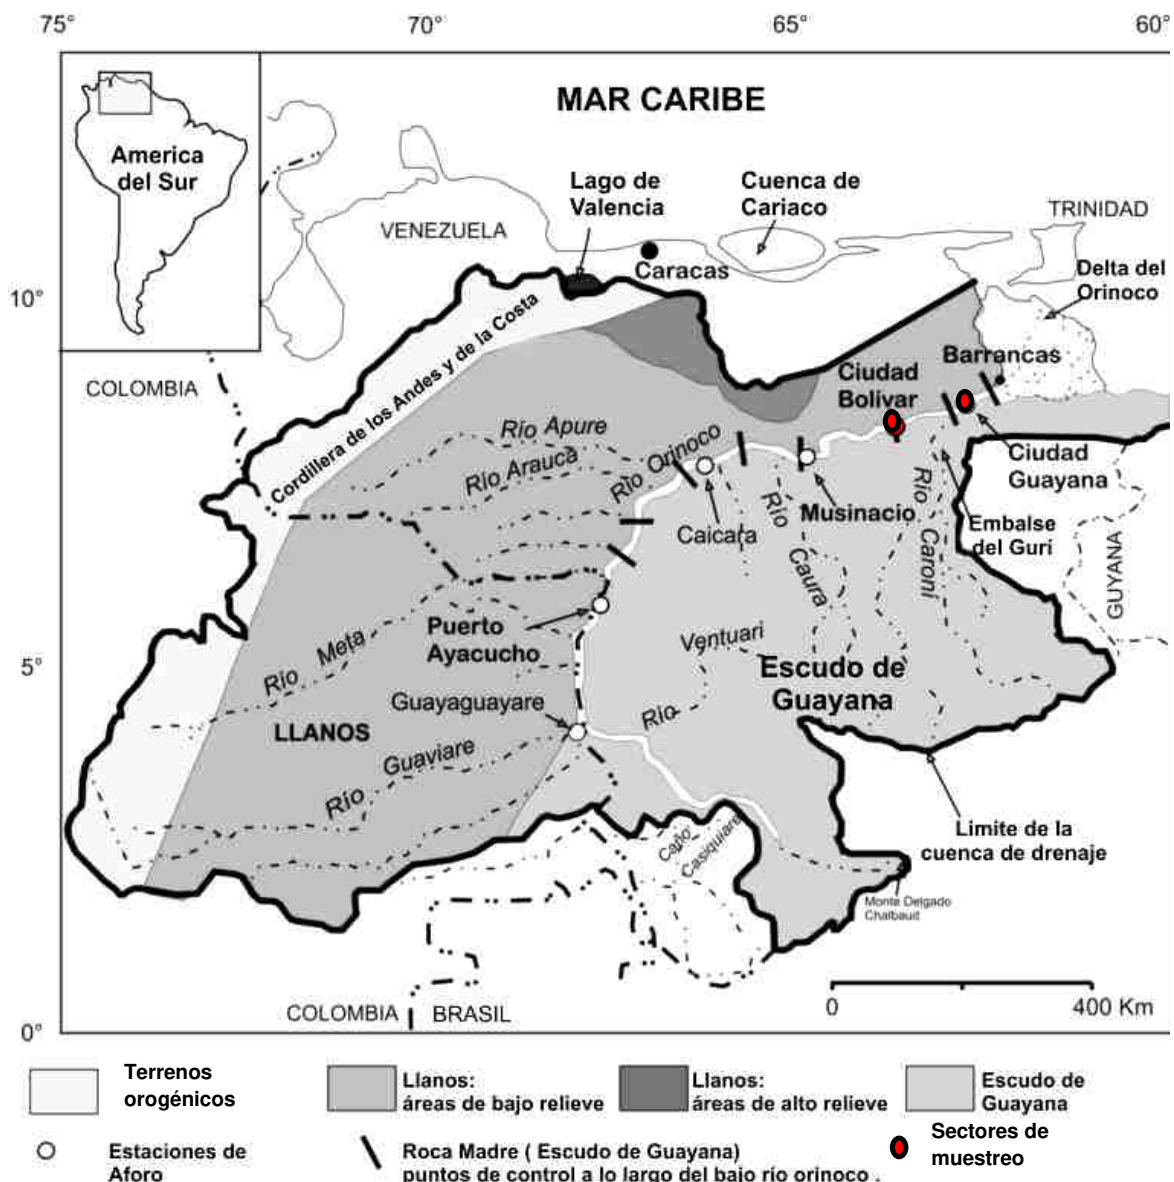 75°
70°
65°
60°
MAR CARIBE
America
del Sur
Lago de
Valencia
Cuenca de
Cariaco
TRINIDAD
VENEZUELA
Caracas
Delta del
Orinoco
10°
Cordillera de los Andes y de la Costa
Barrancas
COLOMBIA
Ciudad
Bolívar
Río Apure
Río Arauca
Río Orinoco
Ciudad
Guayana
Caicara
Musinacio
Río
Caura
Río
Caroni
Embalse
del Guri
GUYANA
Puerto
Ayacucho
Río Meta
Ventuari
Río
5°
Escudo de
Guayana
Guayaguayare
LLANOS
Río Guaviare
Caño
Casiquiare
Limite de la
cuenca de drenaje
Monte Delgado
Chalbauit
COLOMBIA
BRASIL
0
400 Km
0°
Terrenos
orogénicos
Llanos:
áreas de bajo relieve
Llanos:
áreas de alto relieve
Escudo de
Guayana
Estaciones de
Aforo
Roca Madre ( Escudo de Guayana)
puntos de control a lo largo del bajo río orinoco .
Sectores de
muestreo